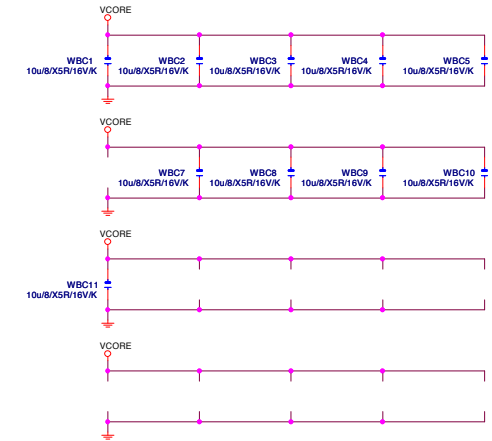 VCORE
WBC1 WBC2 WBC3 WBC4 WBC5
10u/8/X5R/16V/K 10u/8/X5R/16V/K 10u/8/X5R/16V/K 10u/8/X5R/16V/K 10u/8/X5R/16V/K
VCORE
WBC7 WBC8 WBC9 WBC10
10u/8/X5R/16V/K 10u/8/X5R/16V/K 10u/8/X5R/16V/K 10u/8/X5R/16V/K
VCORE
WBC11
10u/8/X5R/16V/K
VCORE